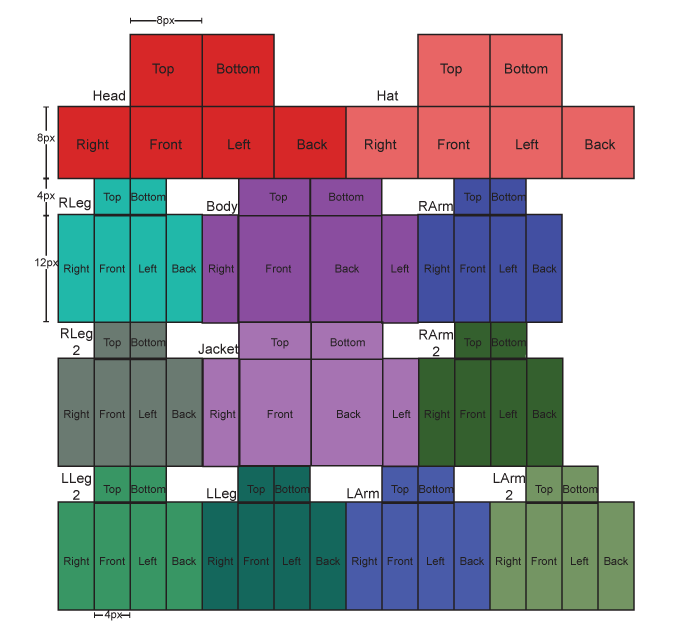 8px
Top Bottom Top Bottom
Head Hat
8px Right Front Left Back Right Front Left Back
4px RLeg Top Bottom Body Top Bottom RArm Top Bottom
12px Right Front Left Back Right Front Back Left Right Front Left Back
RLeg 2 Top Bottom Jacket Top Bottom RArm 2 Top Bottom
Right Front Left Back Right Front Back Left Right Front Left Back
LLeg 2 Top Bottom LLeg Top Bottom LArm Top Bottom LArm 2 Top Bottom
Right Front Left Back Right Front Left Back Right Front Left Back Right Front Left Back
4px